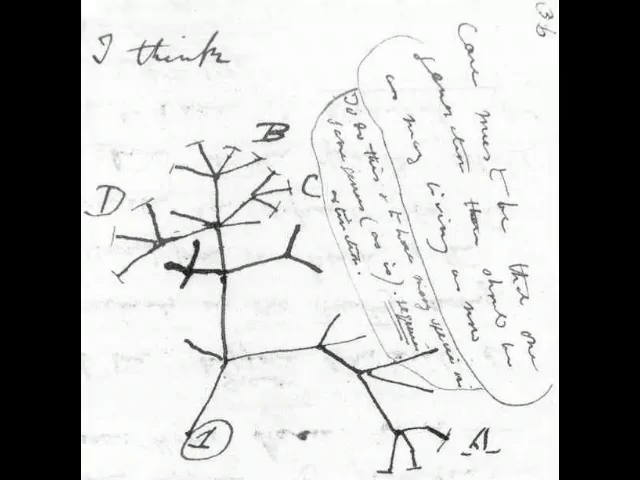 36
I think
Case must be that one
generation then should be
as many living as now
To do this & to have many species in
same genus (as is). requires
extinction.
B
C
D
A
1